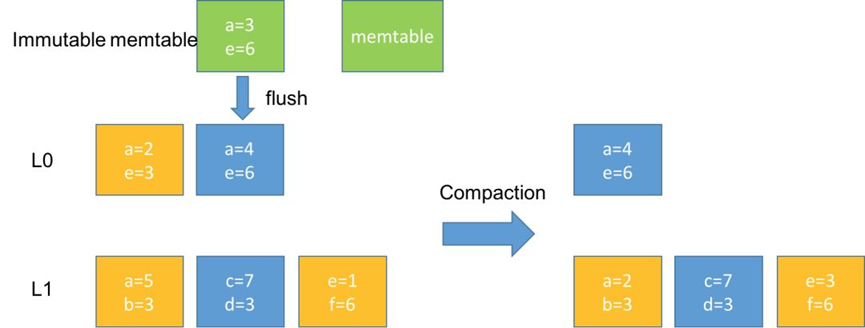 Immutable memtable
a=3
e=6
memtable
flush
L0
a=2
e=3
a=4
e=6
a=4
e=6
Compaction
L1
a=5
b=3
c=7
d=3
e=1
f=6
a=2
b=3
c=7
d=3
e=3
f=6